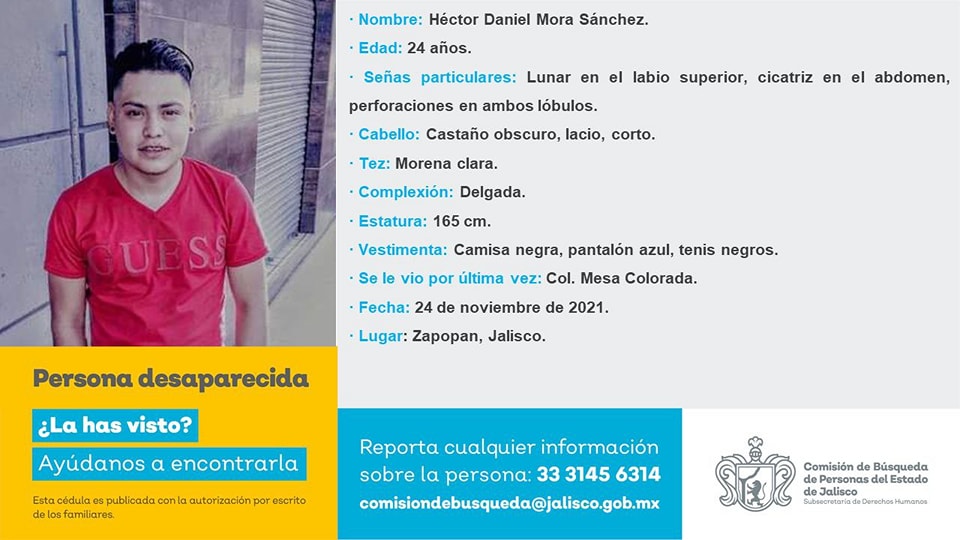 GUESS
· Nombre: Héctor Daniel Mora Sánchez.
· Edad: 24 años.
· Señas particulares: Lunar en el labio superior, cicatriz en el abdomen,
perforaciones en ambos lóbulos.
· Cabello: Castaño obscuro, lacio, corto.
· Tez: Morena clara.
· Complexión: Delgada.
· Estatura: 165 cm.
· Vestimenta: Camisa negra, pantalón azul, tenis negros.
· Se le vio por última vez: Col. Mesa Colorada.
· Fecha: 24 de noviembre de 2021.
· Lugar: Zapopan, Jalisco.
Persona desaparecida
¿La has visto?
Ayúdanos a encontrarla
Esta cédula es publicada con la autorización por escrito
de los familiares.
Reporta cualquier información
sobre la persona: 33 3145 6314
comisiondebusqueda@jalisco.gob.mx
Comisión de Búsqueda
de Personas del Estado
de Jalisco
Subsecretaría de Derechos Humanos